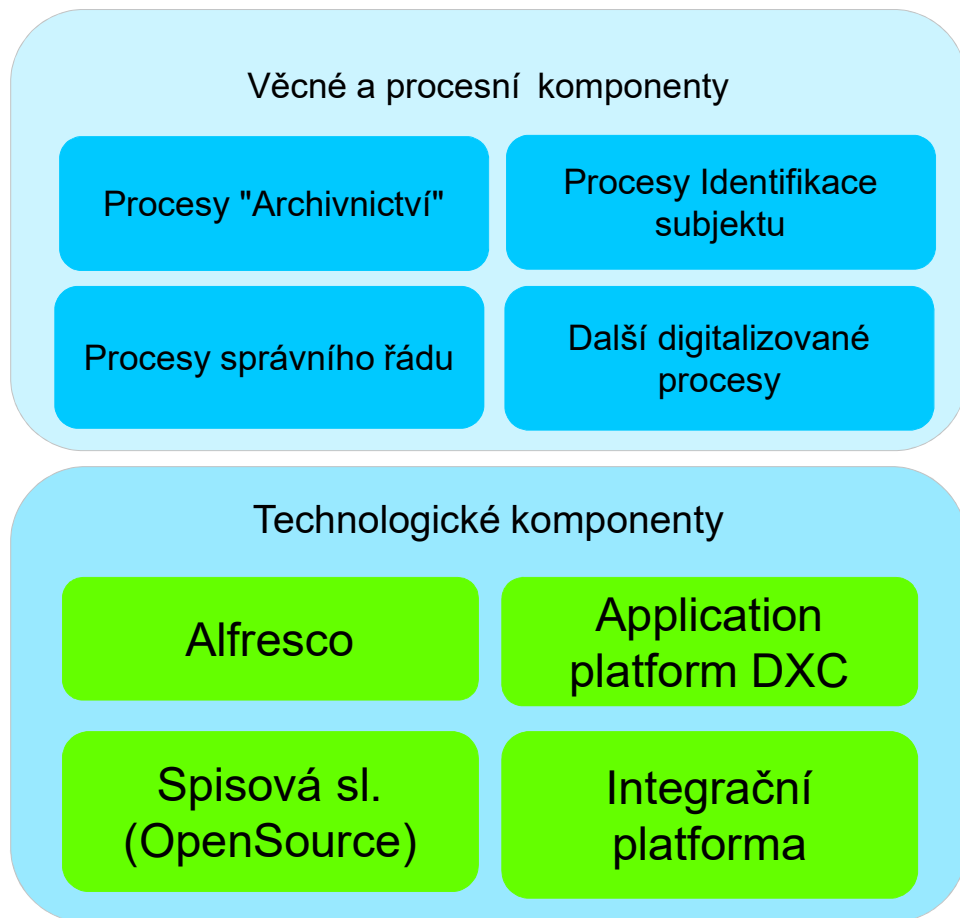 Věcné a procesní  komponenty
Procesy "Archivnictví"
Procesy Identifikace
subjektu
Procesy správního řádu
Další digitalizované
procesy
Technologické komponenty
Alfresco
Application
platform DXC
Spisová sl.
(OpenSource)
Integrační
platforma